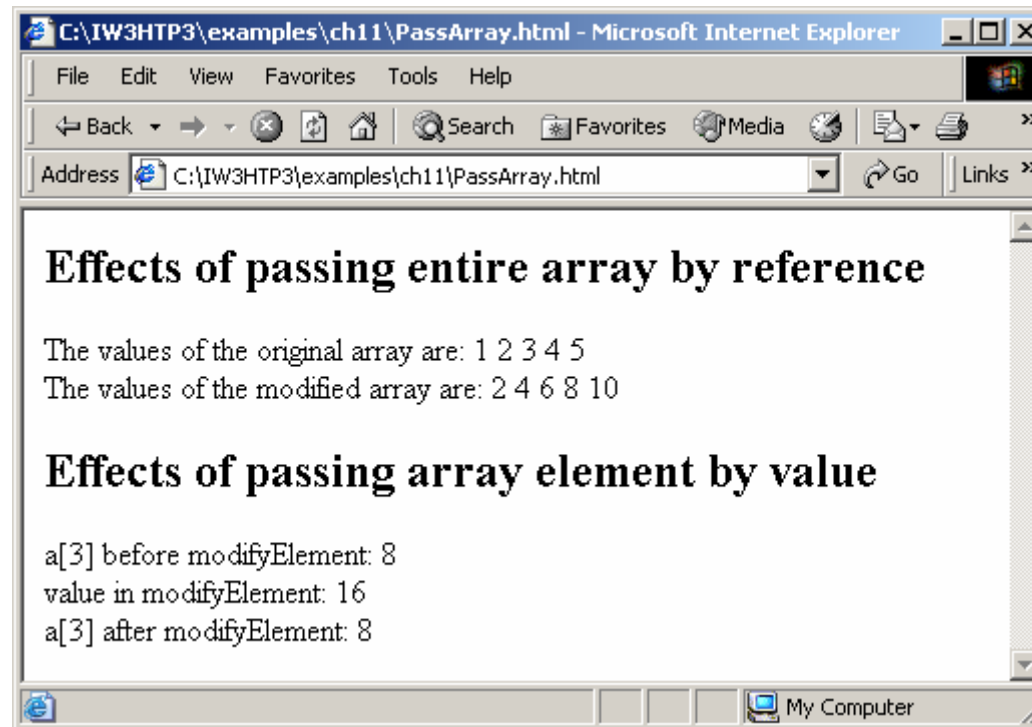 C:\IW3HTP3\examples\ch11\PassArray.html - Microsoft Internet Explorer
File Edit View Favorites Tools Help
Back Search Favorites Media
Address C:\IW3HTP3\examples\ch11\PassArray.html Go Links
Effects of passing entire array by reference
The values of the original array are: 1 2 3 4 5
The values of the modified array are: 2 4 6 8 10
Effects of passing array element by value
a[3] before modifyElement: 8
value in modifyElement: 16
a[3] after modifyElement: 8
My Computer